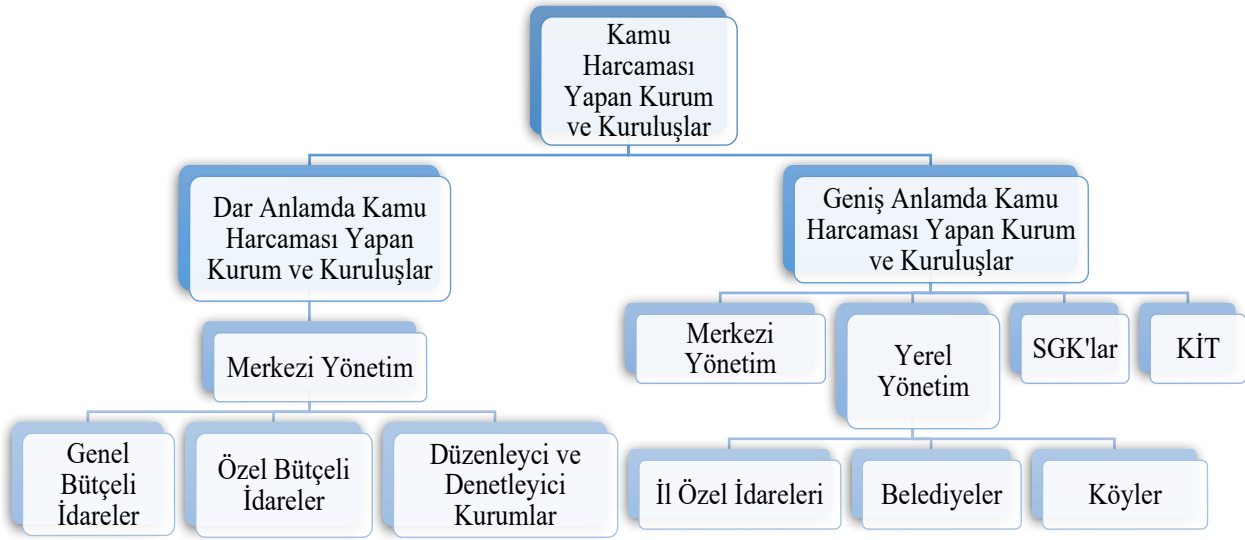 Kamu
Harcaması
Yapan Kurum
ve Kuruluşlar
Dar Anlamda Kamu
Harcaması Yapan
Kurum ve Kuruluşlar
Geniş Anlamda Kamu
Harcaması Yapan Kurum
ve Kuruluşlar
Merkezi Yönetim
Merkezi
Yönetim
Yerel
Yönetim
SGK'lar
KİT
Genel
Bütçeli
İdareler
Özel Bütçeli
İdareler
Düzenleyci ve
Denetleyici
Kurumlar
İl Özel İdareleri
Belediyeler
Köyler